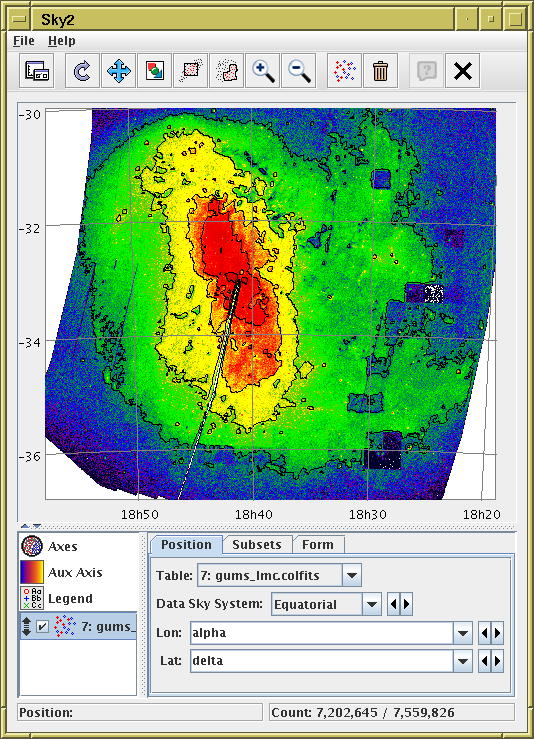 Sky2
File Help
-30
-32
-34
-36
18h50 18h40 18h30 18h20
Axes
Aux Axis
Legend
7: gums_
Position Subsets Form
Table: 7: gums_lmc.colfits
Data Sky System: Equatorial
Lon: alpha
Lat: delta
Position:
Count: 7,202,645 / 7,559,826